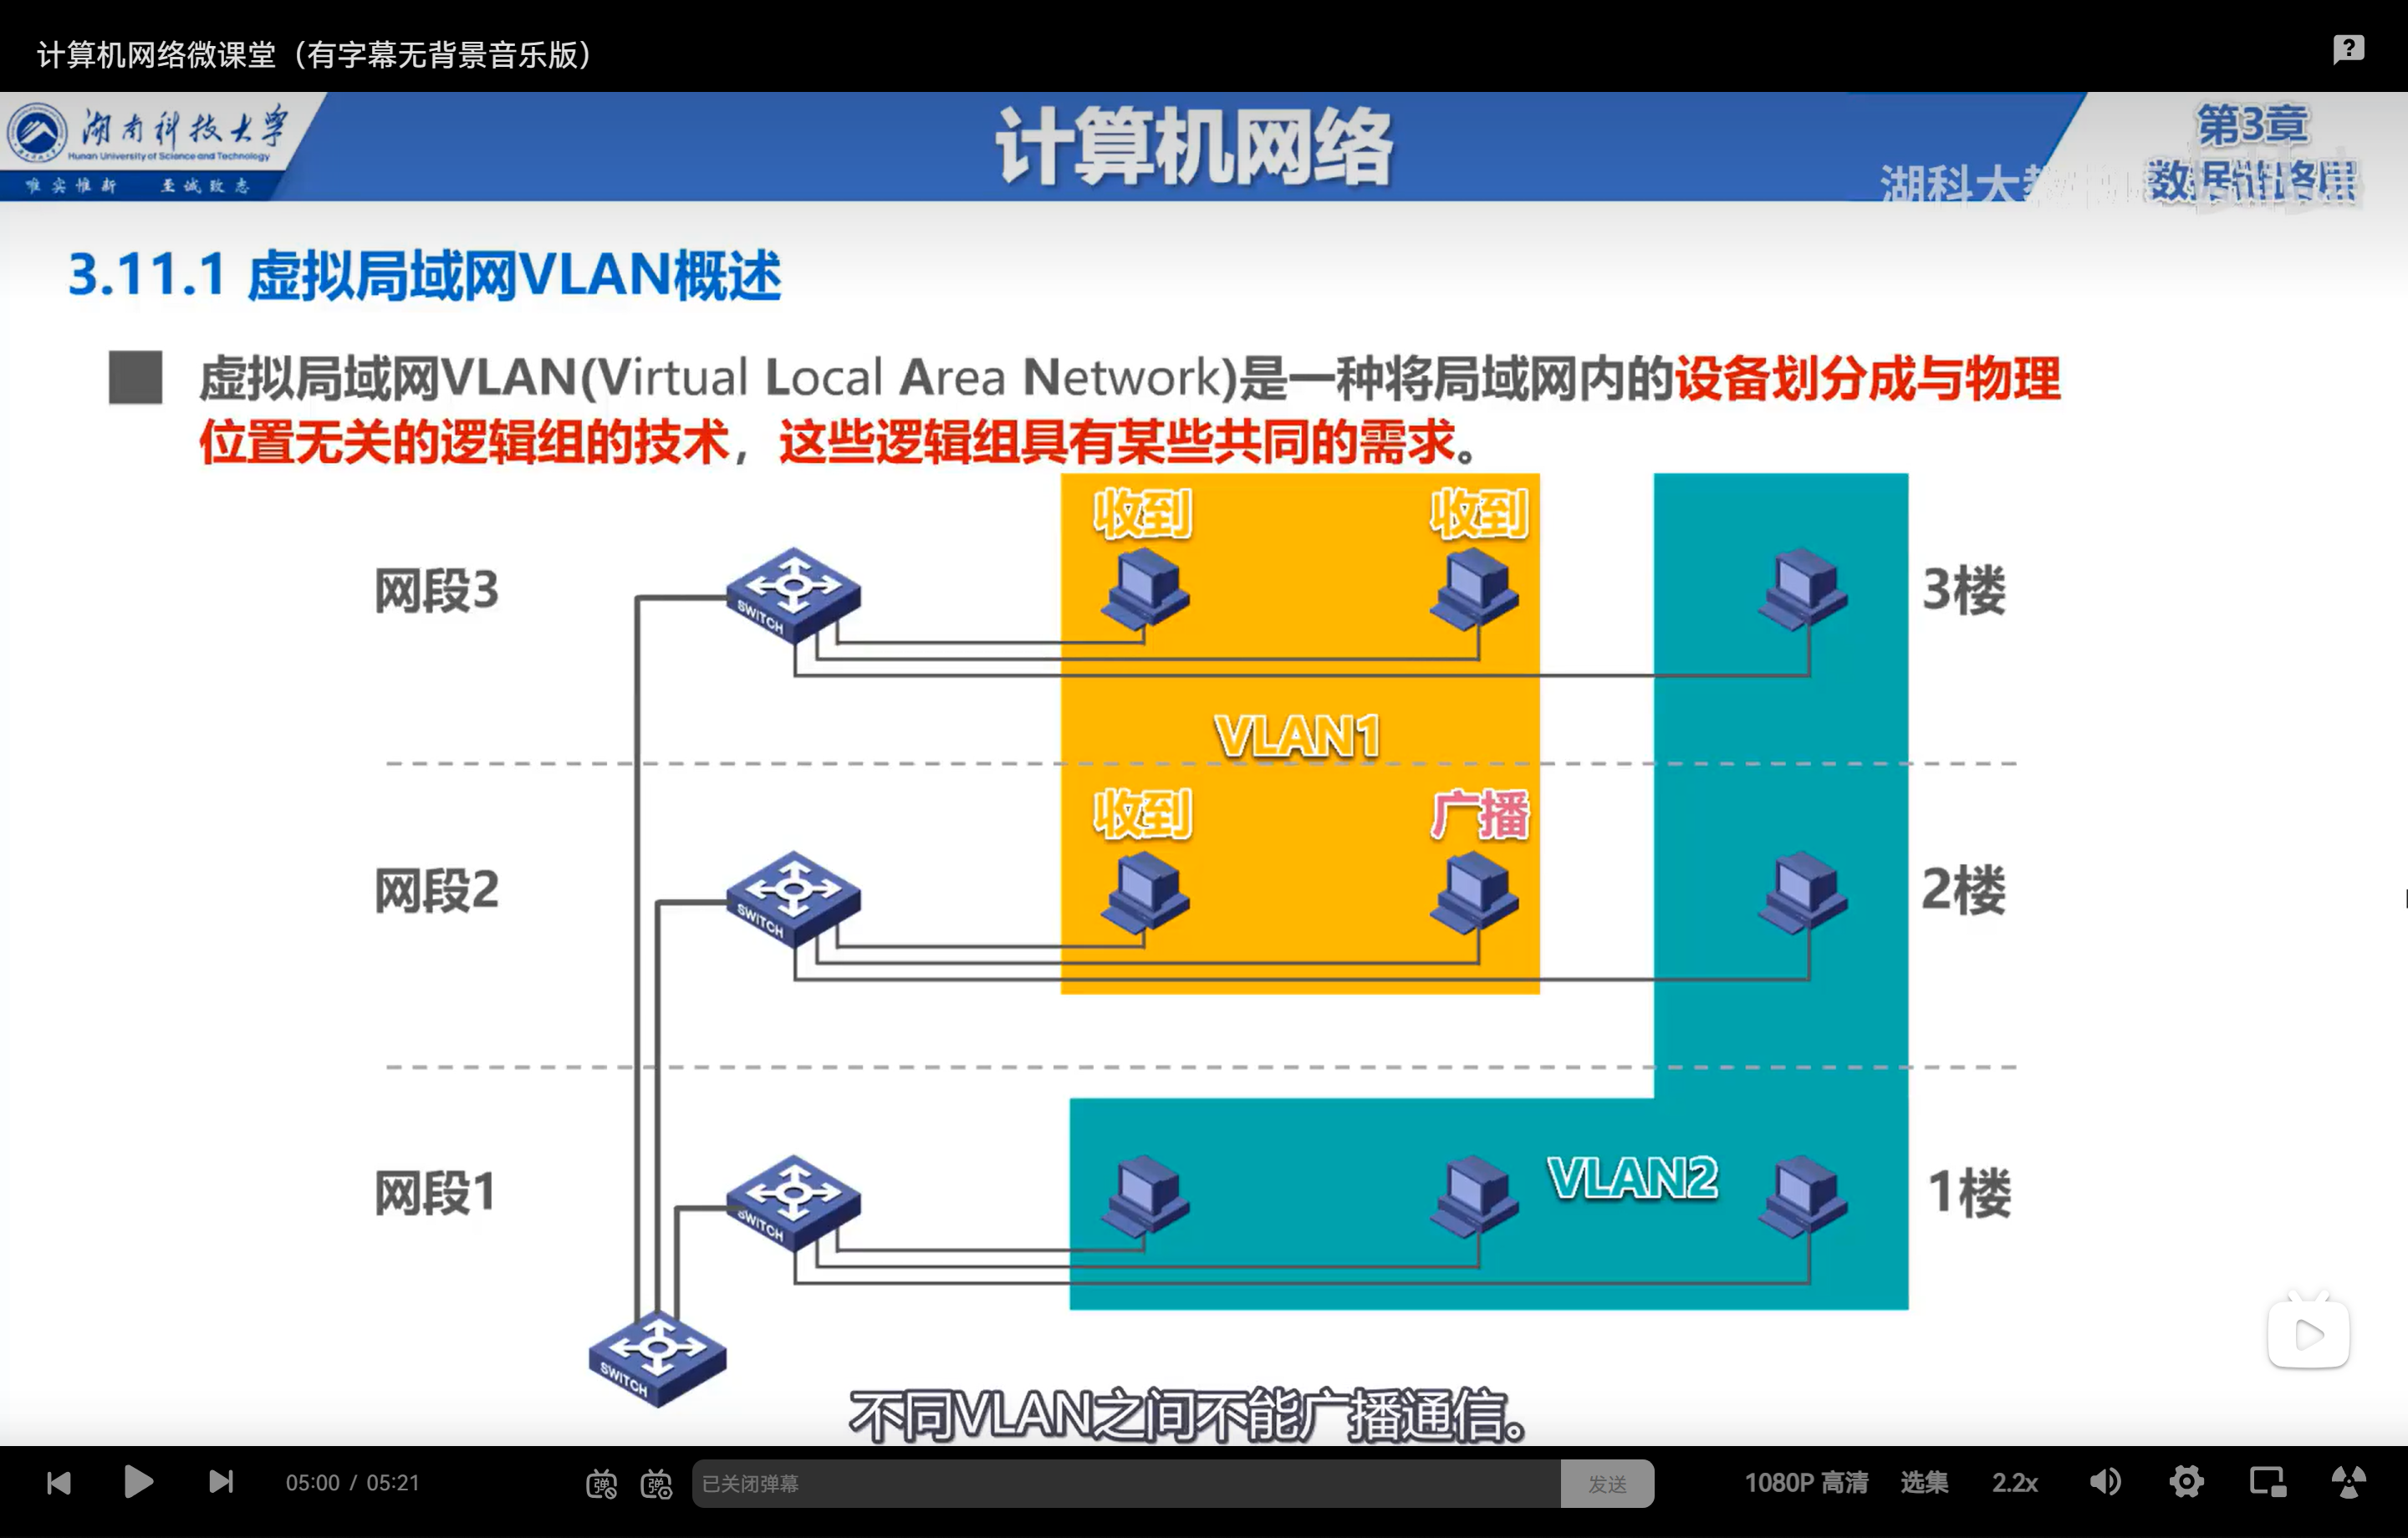 计算机网络微课堂（有字幕无背景音乐版）
湖南科技大学
Hunan University of Science and Technology
唯实惟新 至诚致志
计算机网络
第3章
数据链路层
湖科大教
3.11.1 虚拟局域网VLAN概述
虚拟局域网VLAN(Virtual Local Area Network)是一种将局域网内的设备划分成与物理
位置无关的逻辑组的技术，这些逻辑组具有某些共同的需求。
收到 收到
网段3 SWITCH 3楼
VLAN1
收到 广播
网段2 SWITCH 2楼
网段1 SWITCH VLAN2 1楼
SWITCH
不同VLAN之间不能广播通信。
05:00 / 05:21 弹 弹 已关闭弹幕 发送 1080P 高清 选集 2.2x